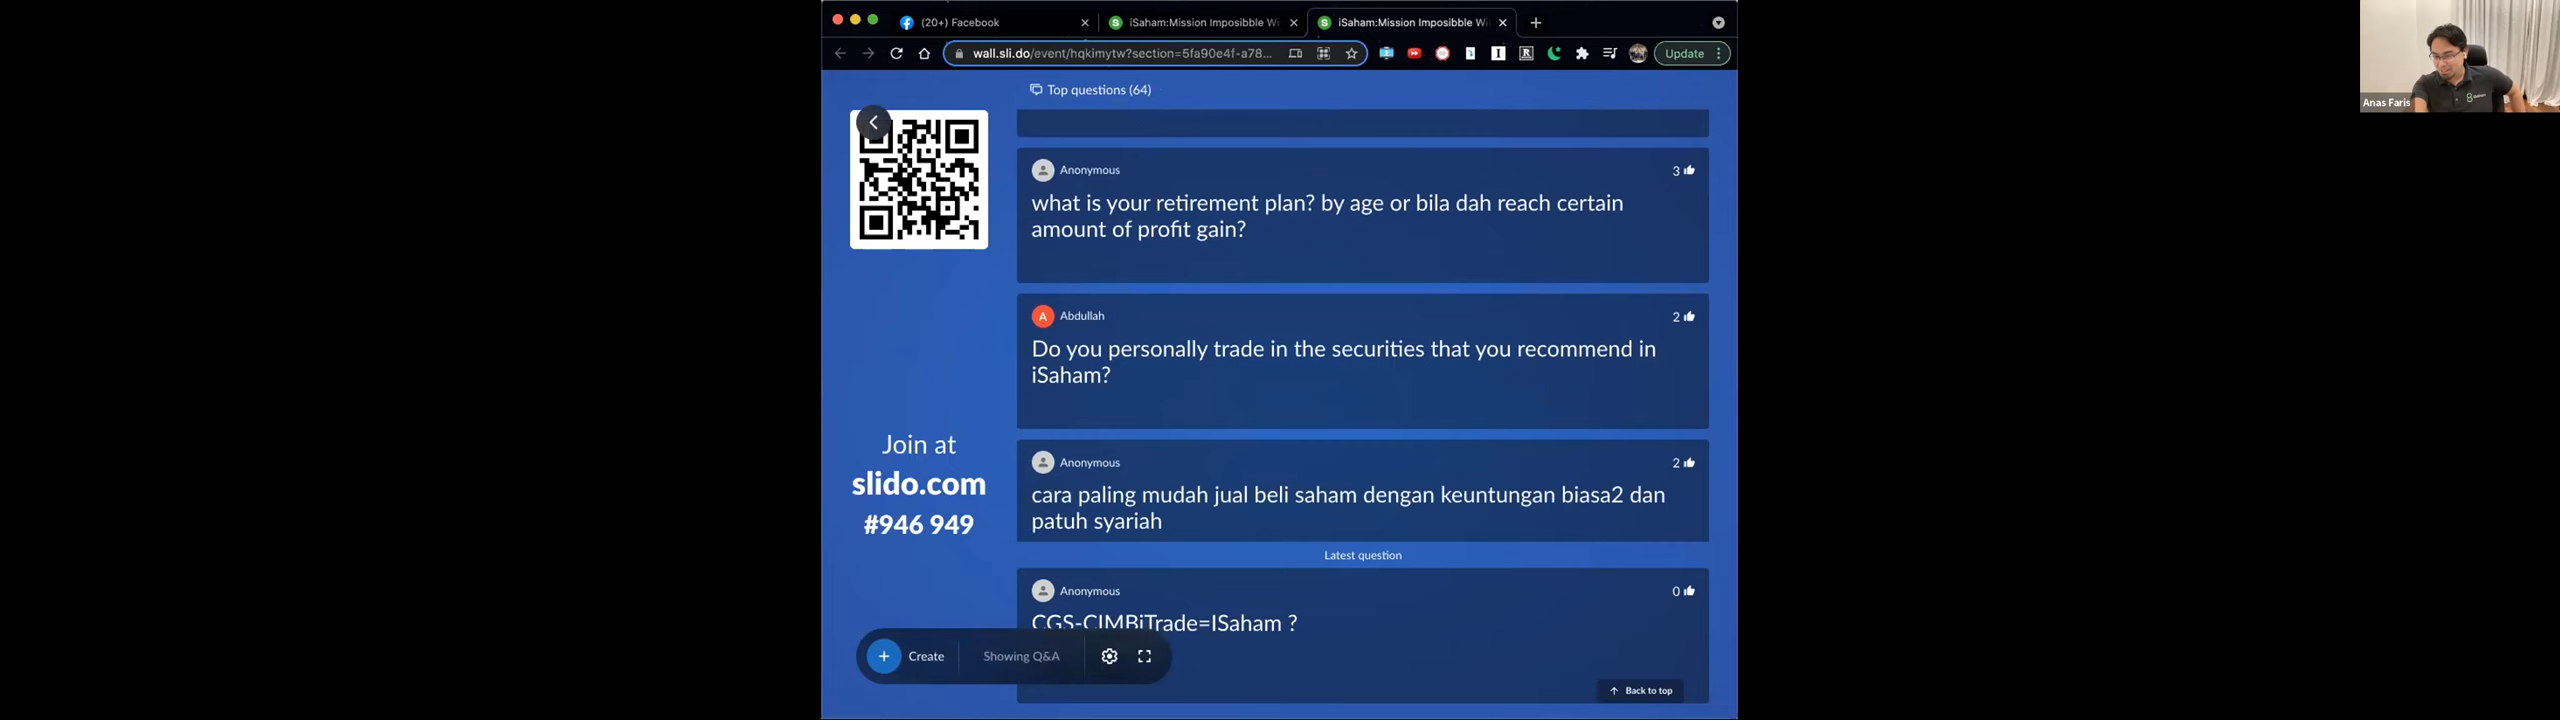 (20+) Facebook
iSaham:Mission Imposibble Wi
iSaham:Mission Imposibble Wi
wall.sli.do/event/hqkimytw?section=5fa90e4f-a78...
Update
Top questions (64)
Anonymous
3
what is your retirement plan? by age or bila dah reach certain
amount of profit gain?
Abdullah
2
Do you personally trade in the securities that you recommend in
iSaham?
Anonymous
2
cara paling mudah jual beli saham dengan keuntungan biasa2 dan
patuh syariah
Latest question
Anonymous
0
CGS-CIMBiTrade=ISaham ?
Back to top
Join at
slido.com
#946 949
Create
Showing Q&A
Anas Faris